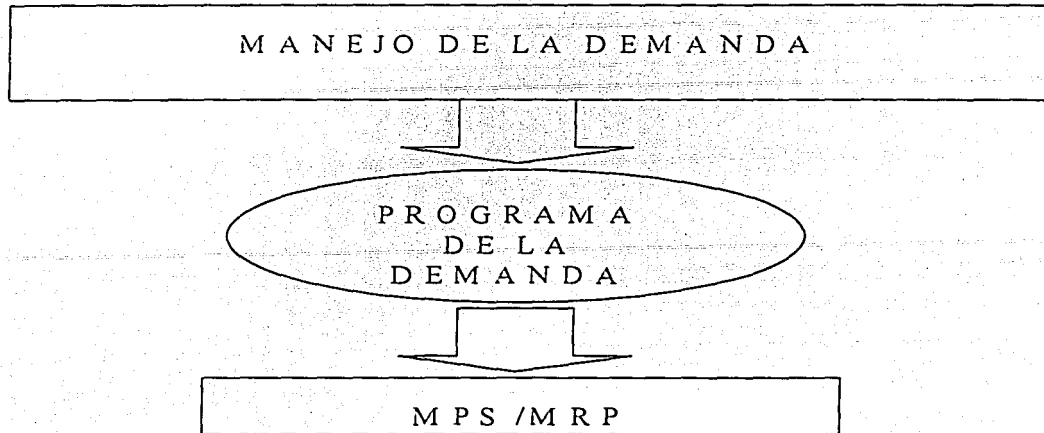 MANEJO DE LA DEMANDA
PROGRAMA
DE LA
DEMANDA
MPS /MRP